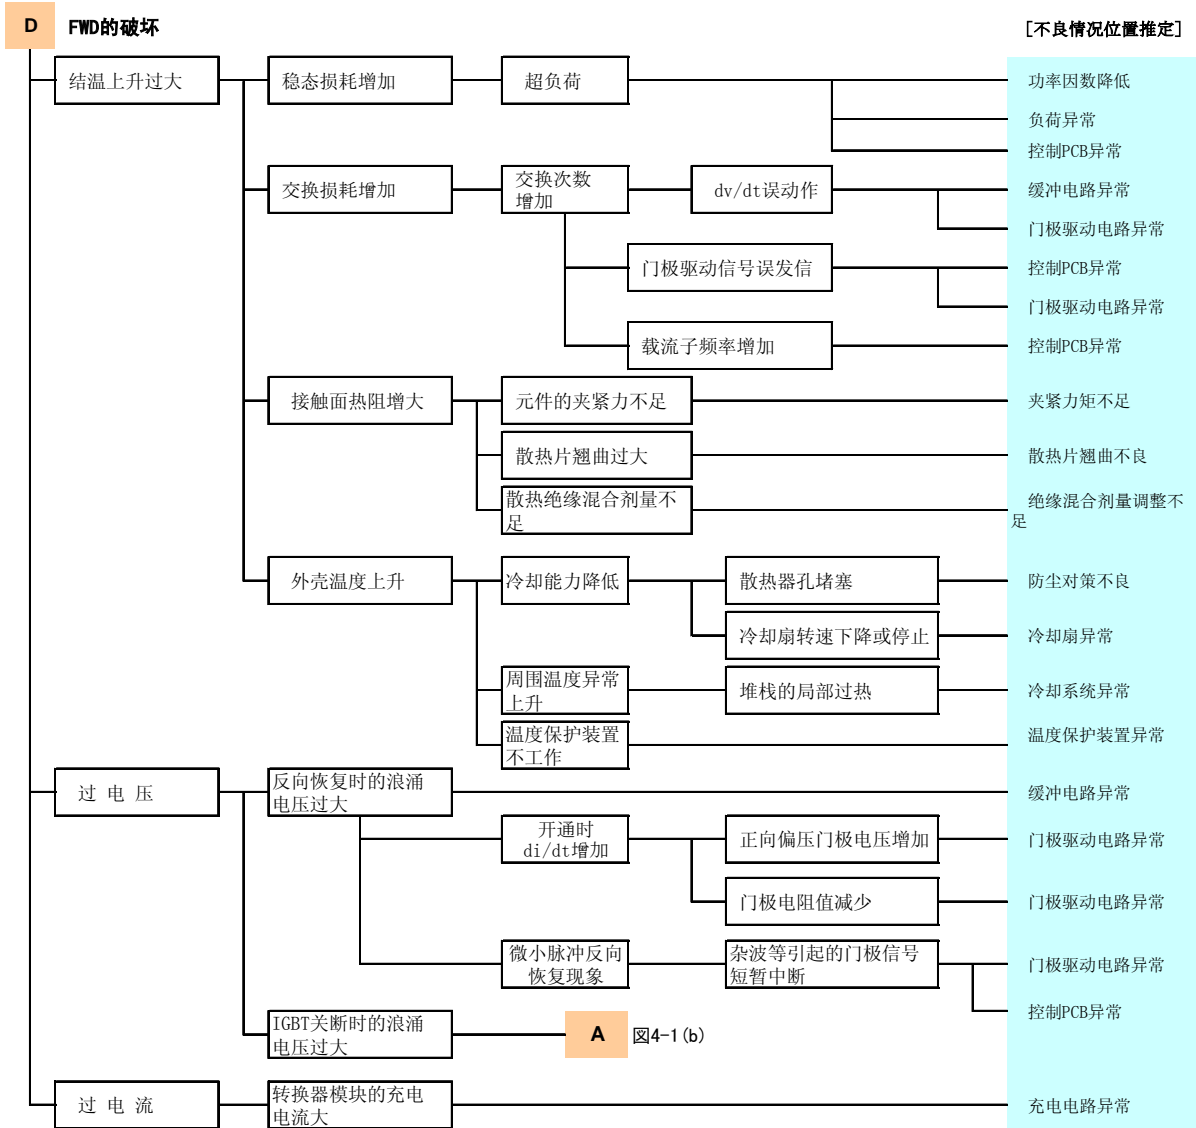 D FWD的破坏
[不良情况位置推定]
结温上升过大 稳态损耗增加 超负荷 功率因数降低
负荷异常
控制PCB异常
交换损耗增加 交换次数
增加 dv/dt误动作 缓冲电路异常
门极驱动电路异常
门极驱动信号误发信 控制PCB异常
门极驱动电路异常
载流子频率增加 控制PCB异常
接触面热阻增大 元件的夹紧力不足 夹紧力矩不足
散热片翘曲过大 散热片翘曲不良
散热绝缘混合剂量不
足 绝缘混合剂量调整不
足
外壳温度上升 冷却能力降低 散热器孔堵塞 防尘对策不良
冷却扇转速下降或停止 冷却扇异常
周围温度异常
上升 堆栈的局部过热 冷却系统异常
温度保护装置
不工作 温度保护装置异常
过电压 反向恢复时的浪涌
电压过大 缓冲电路异常
开通时
di/dt增加 正向偏压门极电压增加 门极驱动电路异常
门极电阻值减少 门极驱动电路异常
微小脉冲反向
恢复现象 杂波等引起的门极信号
短暂中断 门极驱动电路异常
控制PCB异常
IGBT关断时的浪涌
电压过大 A 図4-1(b)
过电流 转换器模块的充电
电流大 充电电路异常